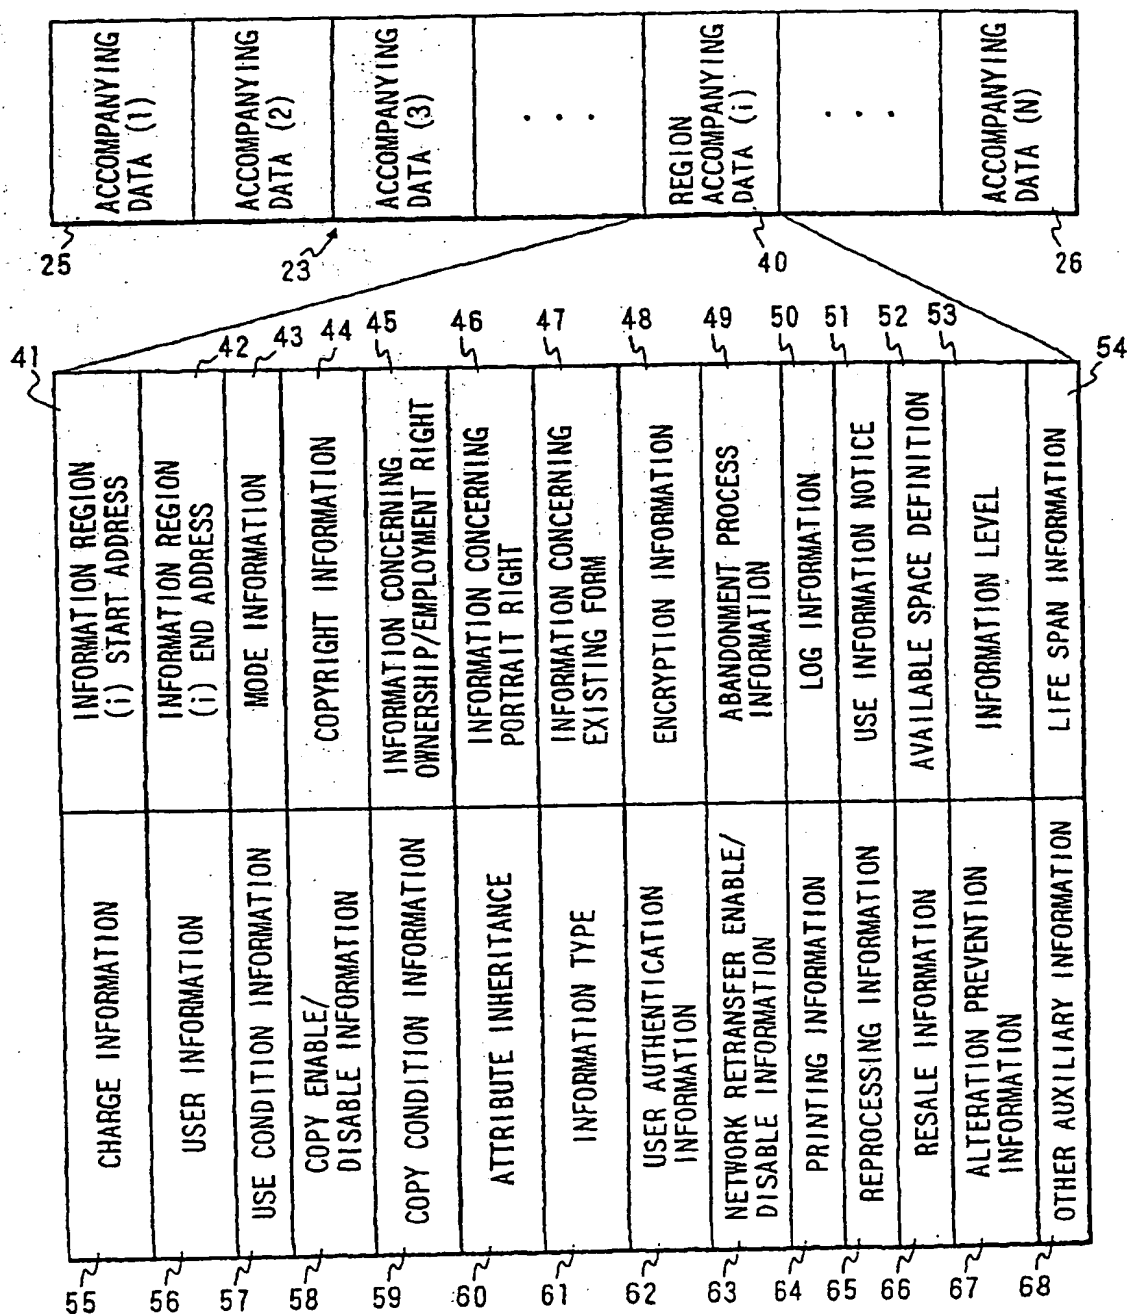 ACCOMPANYING
DATA (1)
ACCOMPANYING
DATA (2)
ACCOMPANYING
DATA (3)
. . .
REGION
ACCOMPANYING
DATA (i)
. . .
ACCOMPANYING
DATA (N)
25
23
40
26
41
42
43
44
45
46
47
48
49
50
51
52
53
54
INFORMATION REGION
(i) START ADDRESS
INFORMATION REGION
(i) END ADDRESS
MODE INFORMATION
COPYRIGHT INFORMATION
INFORMATION CONCERNING
OWNERSHIP/EMPLOYMENT RIGHT
INFORMATION CONCERNING
PORTRAIT RIGHT
INFORMATION CONCERNING
EXISTING FORM
ENCRYPTION INFORMATION
ABANDONMENT PROCESS
INFORMATION
LOG INFORMATION
USE INFORMATION NOTICE
AVAILABLE SPACE DEFINITION
INFORMATION LEVEL
LIFE SPAN INFORMATION
CHARGE INFORMATION
USER INFORMATION
USE CONDITION INFORMATION
COPY ENABLE/
DISABLE INFORMATION
COPY CONDITION INFORMATION
ATTRIBUTE INHERITANCE
INFORMATION TYPE
USER AUTHENTICATION
INFORMATION
NETWORK RETRANSFER ENABLE/
DISABLE INFORMATION
PRINTING INFORMATION
REPROCESSING INFORMATION
RESALE INFORMATION
ALTERATION PREVENTION
INFORMATION
OTHER AUXILIARY INFORMATION
55
56
57
58
59
60
61
62
63
64
65
66
67
68